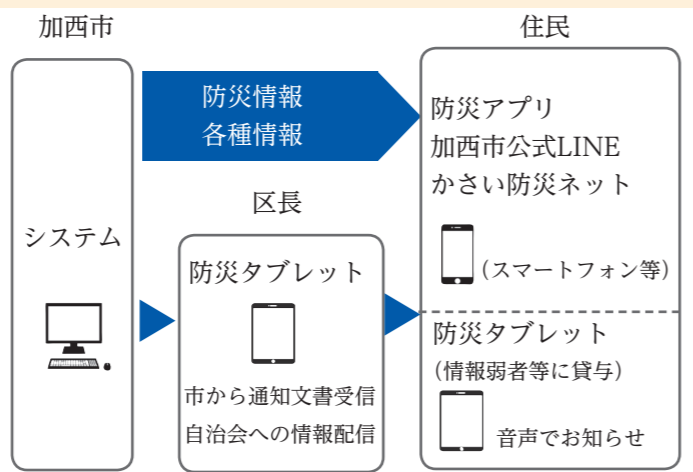 加西市
システム
防災情報
各種情報
区長
防災タブレット
市から通知文書受信
自治会への情報配信
住民
防災アプリ
加西市公式LINE
かさい防災ネット
(スマートフォン等)
防災タブレット
(情報弱者等に貸与)
音声でお知らせ